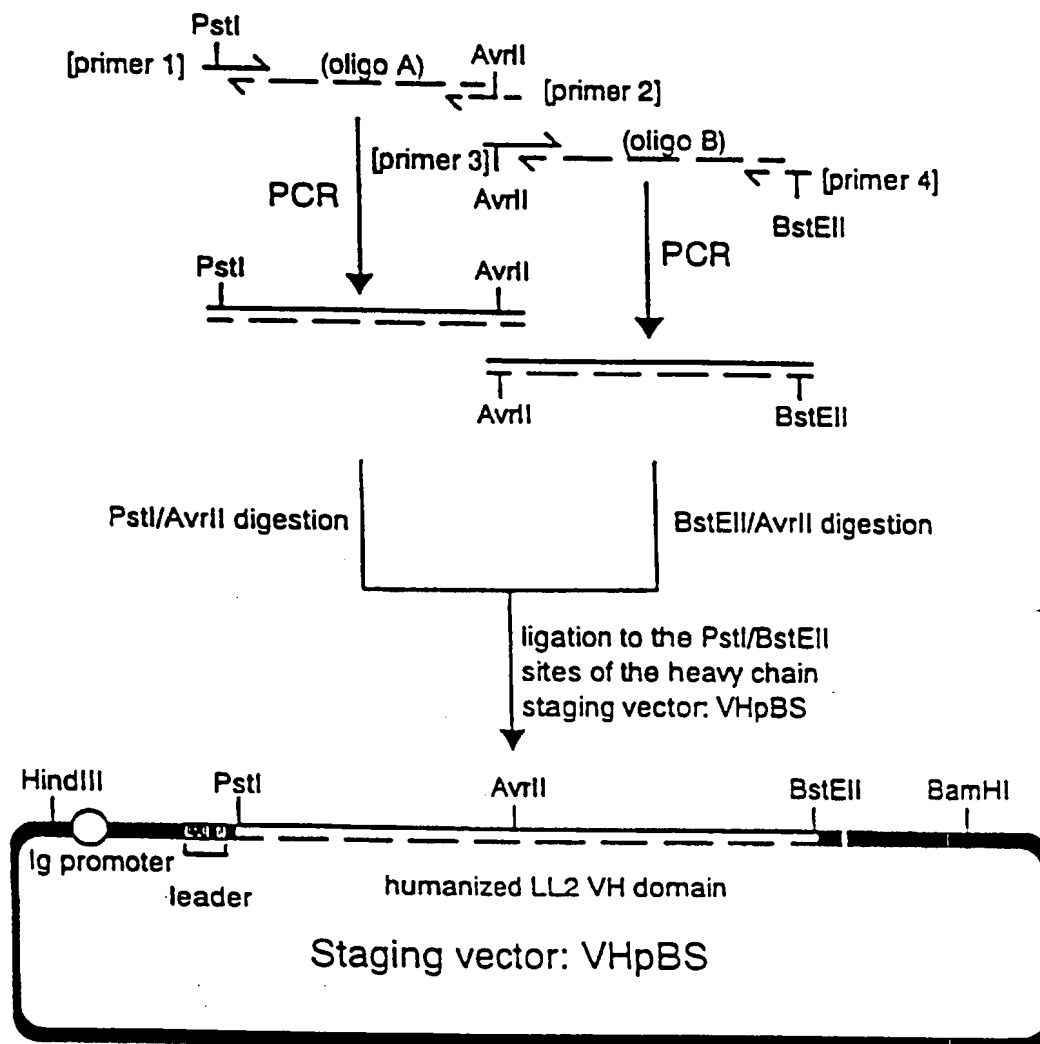 PstI
[primer 1]
(oligo A)
AvrII
[primer 2]
[primer 3]
(oligo B)
[primer 4]
AvrII
BstEII
PCR
PCR
PstI
AvrII
AvrII
BstEII
PstI/AvrII digestion
BstEII/AvrII digestion
ligation to the PstI/BstEII
sites of the heavy chain
staging vector: VHpBS
HindIII
PstI
AvrII
BstEII
BamHI
Ig promoter
leader
humanized LL2 VH domain
Staging vector: VHpBS